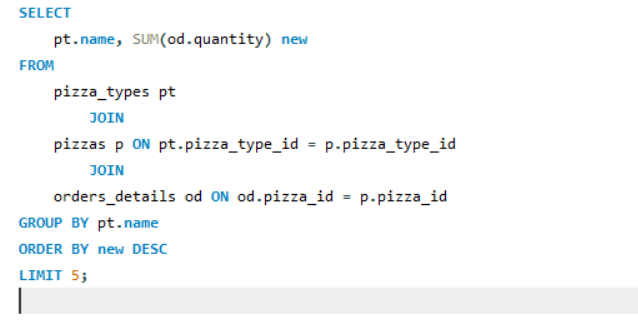 SELECT
pt.name, SUM(od.quantity) new
FROM
pizza_types pt
JOIN
pizzas p ON pt.pizza_type_id = p.pizza_type_id
JOIN
orders_details od ON od.pizza_id = p.pizza_id
GROUP BY pt.name
ORDER BY new DESC
LIMIT 5;